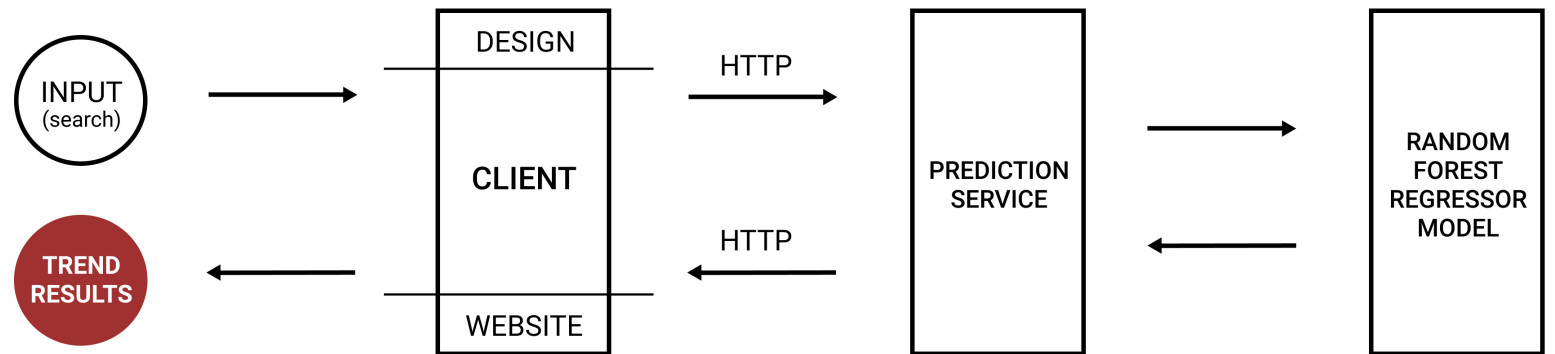 INPUT
(search)
TREND
RESULTS
DESIGN
CLIENT
WEBSITE
HTTP
HTTP
PREDICTION
SERVICE
RANDOM
FOREST
REGRESSOR
MODEL